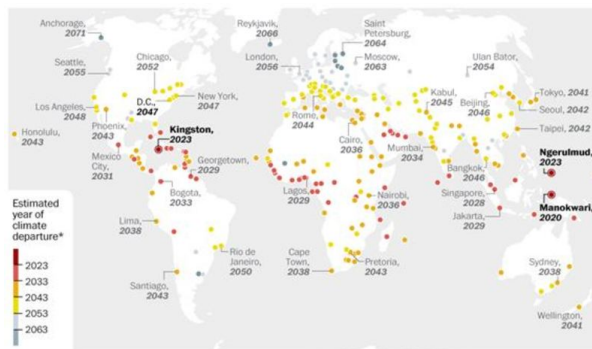 Anchorage,
2071
Reykjavik,
2066
Saint
Petersburg,
2064
Seattle,
2055
Chicago,
2052
London,
2056
Moscow,
2063
Ulan Bator,
2054
New York,
2047
D.C.,
2047
Los Angeles,
2048
Phoenix,
2043
Honolulu,
2043
Kingston,
2023
Mexico
City,
2031
Georgetown,
2029
Bogota,
2033
Rome,
2044
Cairo,
2036
Kabul,
2045
Beijing,
2046
Tokyo, 2041
Seoul, 2042
Taipei, 2042
Mumbai,
2034
Bangkok,
2046
Ngerulmud,
2023
Singapore,
2028
Manokwari,
2020
Jakarta,
2029
Lagos,
2029
Nairobi,
2036
Lima,
2038
Rio de
Janeiro,
2050
Santiago,
2043
Cape
Town,
2038
Pretoria,
2043
Sydney,
2038
Wellington,
2041
Estimated
year of
climate
departure*
2023
2033
2043
2053
2063